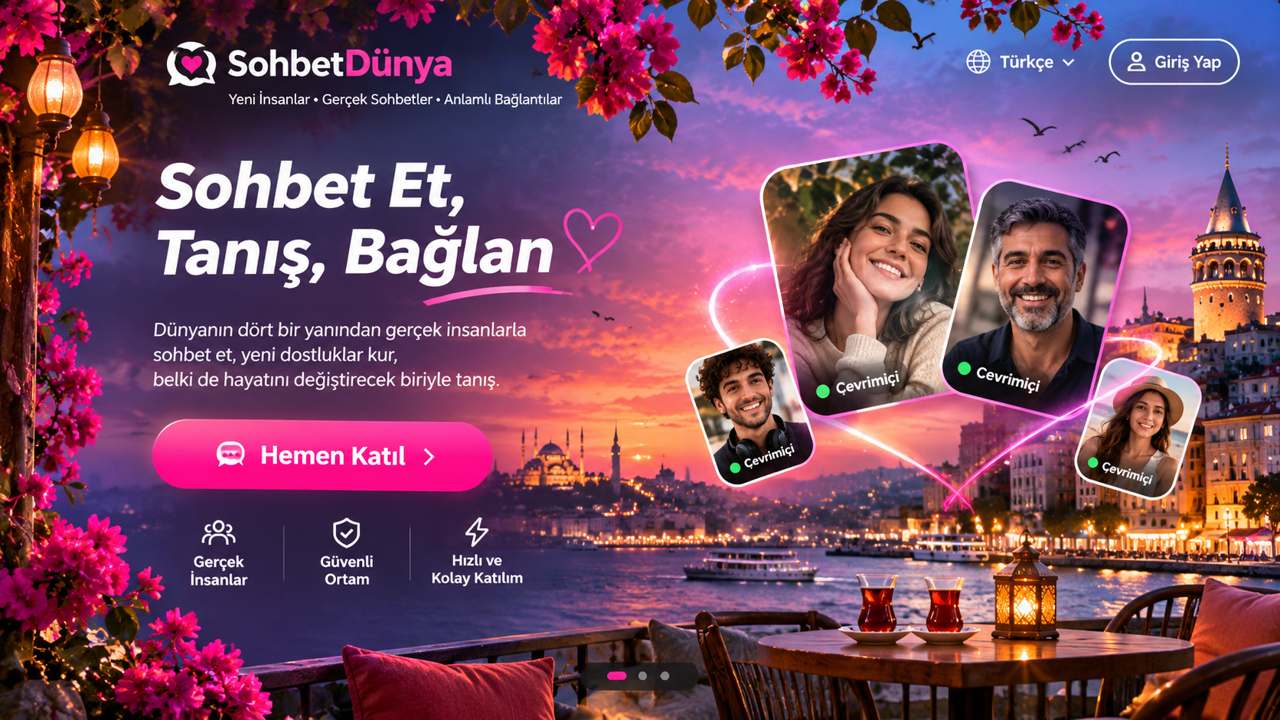 SohbetDünya
Yeni İnsanlar • Gerçek Sohbetler • Anlamlı Bağlantılar
Türkçe
Giriş Yap
Sohbet Et,
Tanış, Bağlan
Dünyanın dört bir yanından gerçek insanlarla
sohbet et, yeni dostluklar kur,
belki de hayatını değiştirecek biriyle tanış.
Hemen Katıl
Gerçek
İnsanlar
Güvenli
Ortam
Hızlı ve
Kolay Katılım
Çevrimiçi
Çevrimiçi
Çevrimiçi
Çevrimiçi